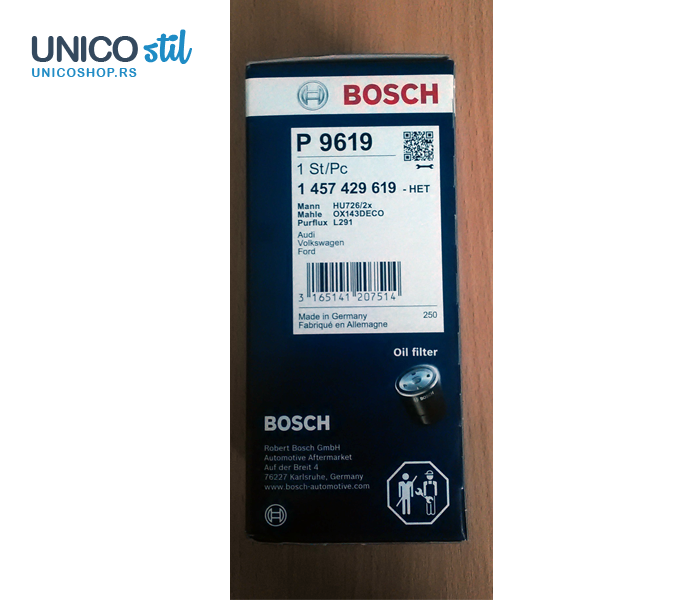 UNICO stil
UNICOSHOP.RS
BOSCH
P 9619
1 St/Pc
1 457 429 619 - HET
Mann HU726/2x
Mahle OX143DECO
Purflux L291
Audi
Volkswagen
Ford
3 165141 207514
Made in Germany 250
Fabriqué en Allemagne
Oil filter
BOSCH
BOSCH
Robert Bosch GmbH
Automotive Aftermarket
Auf der Breit 4
76227 Karlsruhe, Germany
www.bosch-automotive.com